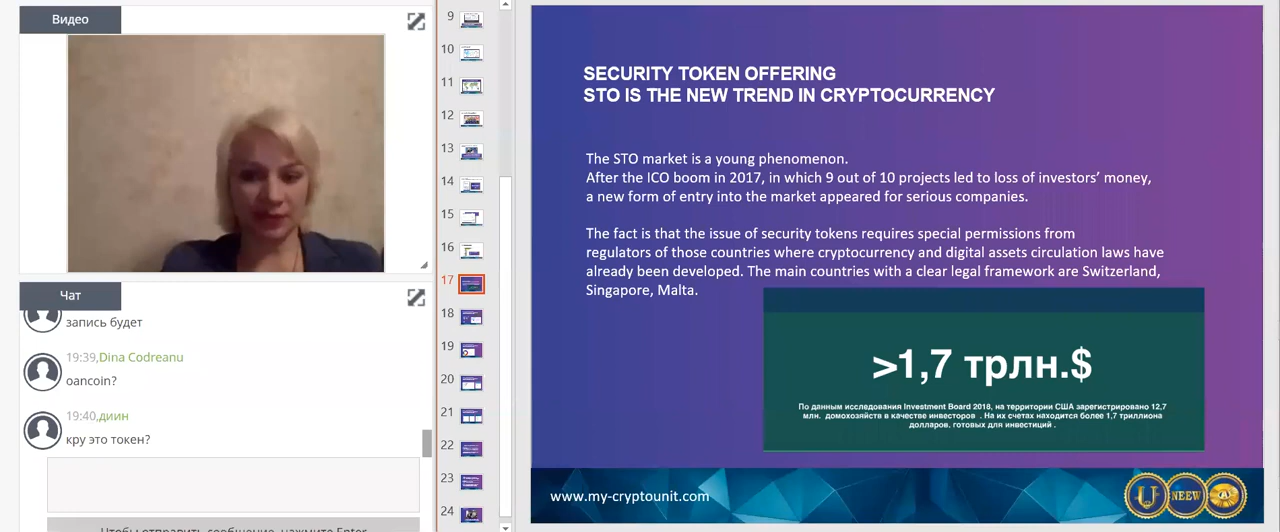 Видео
Чат
запись будет
19:39,Dina Codreanu
oancoin?
19:40,диин
кру это токен?
Чтобы отправить сообщение, нажмите Enter
9
10
11
12
13
14
15
16
17
18
19
20
21
22
23
24
SECURITY TOKEN OFFERING
STO IS THE NEW TREND IN CRYPTOCURRENCY
The STO market is a young phenomenon.
After the ICO boom in 2017, in which 9 out of 10 projects led to loss of investors’ money,
a new form of entry into the market appeared for serious companies.
The fact is that the issue of security tokens requires special permissions from
regulators of those countries where cryptocurrency and digital assets circulation laws have
already been developed. The main countries with a clear legal framework are Switzerland,
Singapore, Malta.
>1,7 трлн.$
По данным исследования Investment Board 2018, на территории США зарегистрировано 12,7
млн. домохозяйств в качестве инвесторов . На их счетах находится более 1,7 триллиона
долларов, готовых для инвестиций .
www.my-cryptounit.com
U
NEEW